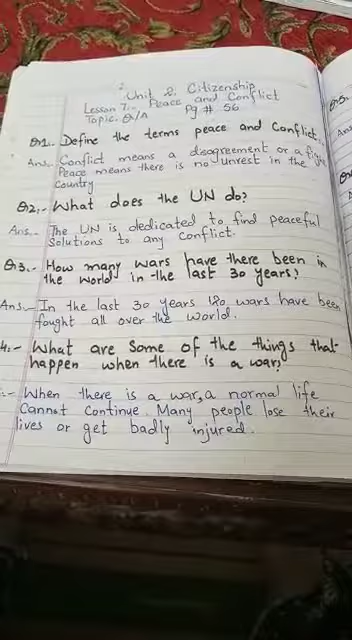 Unit 2: Citizenship
Lesson 7:- Peace and Conflict
Topic: Q/A Pg # 56
Qn1.. Define the terms peace and Conflict.
Ans.- Conflict means a disagreement or a fight
Peace means there is no unrest in the
Country
Q2.- What does the UN do?
Ans.- The UN is dedicated to find peaceful
Solutions to any conflict.
Q3.- How many wars have there been in
the world in the last 30 years?
Ans.- In the last 30 years 180 wars have been
fought all over the world.
4:- What are Some of the things that
happen when there is a war?
:- When there is a war, a normal life
Cannot Continue. Many people lose their
lives or get badly injured.
Ans